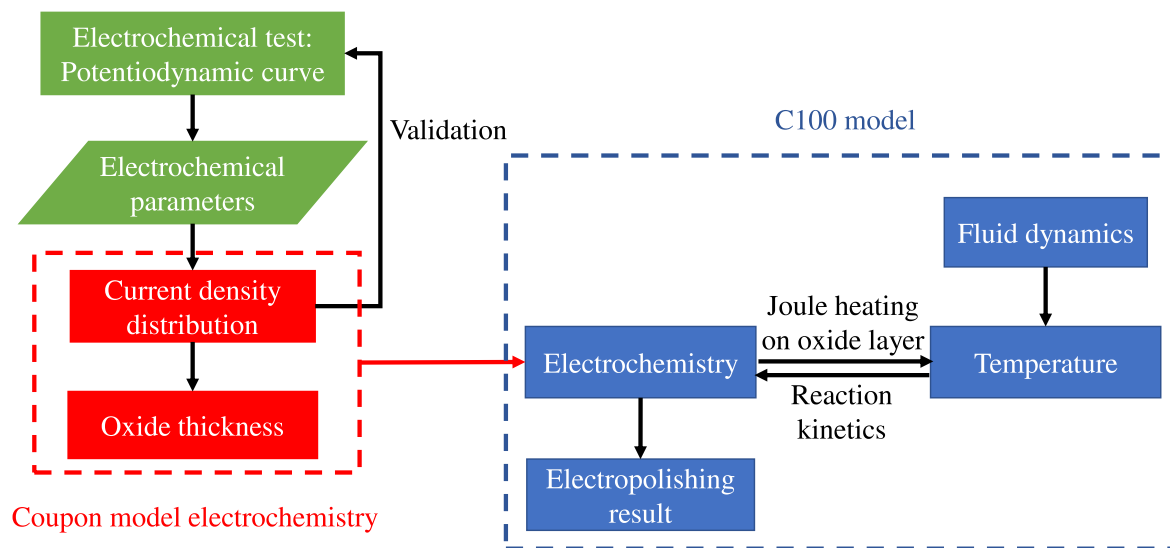 Electrochemical test:
Potentiodynamic curve
Validation
Electrochemical
parameters
Current density
distribution
Oxide thickness
Coupon model electrochemistry
C100 model
Fluid dynamics
Joule heating
on oxide layer
Electrochemistry
Temperature
Reaction
kinetics
Electropolishing
result